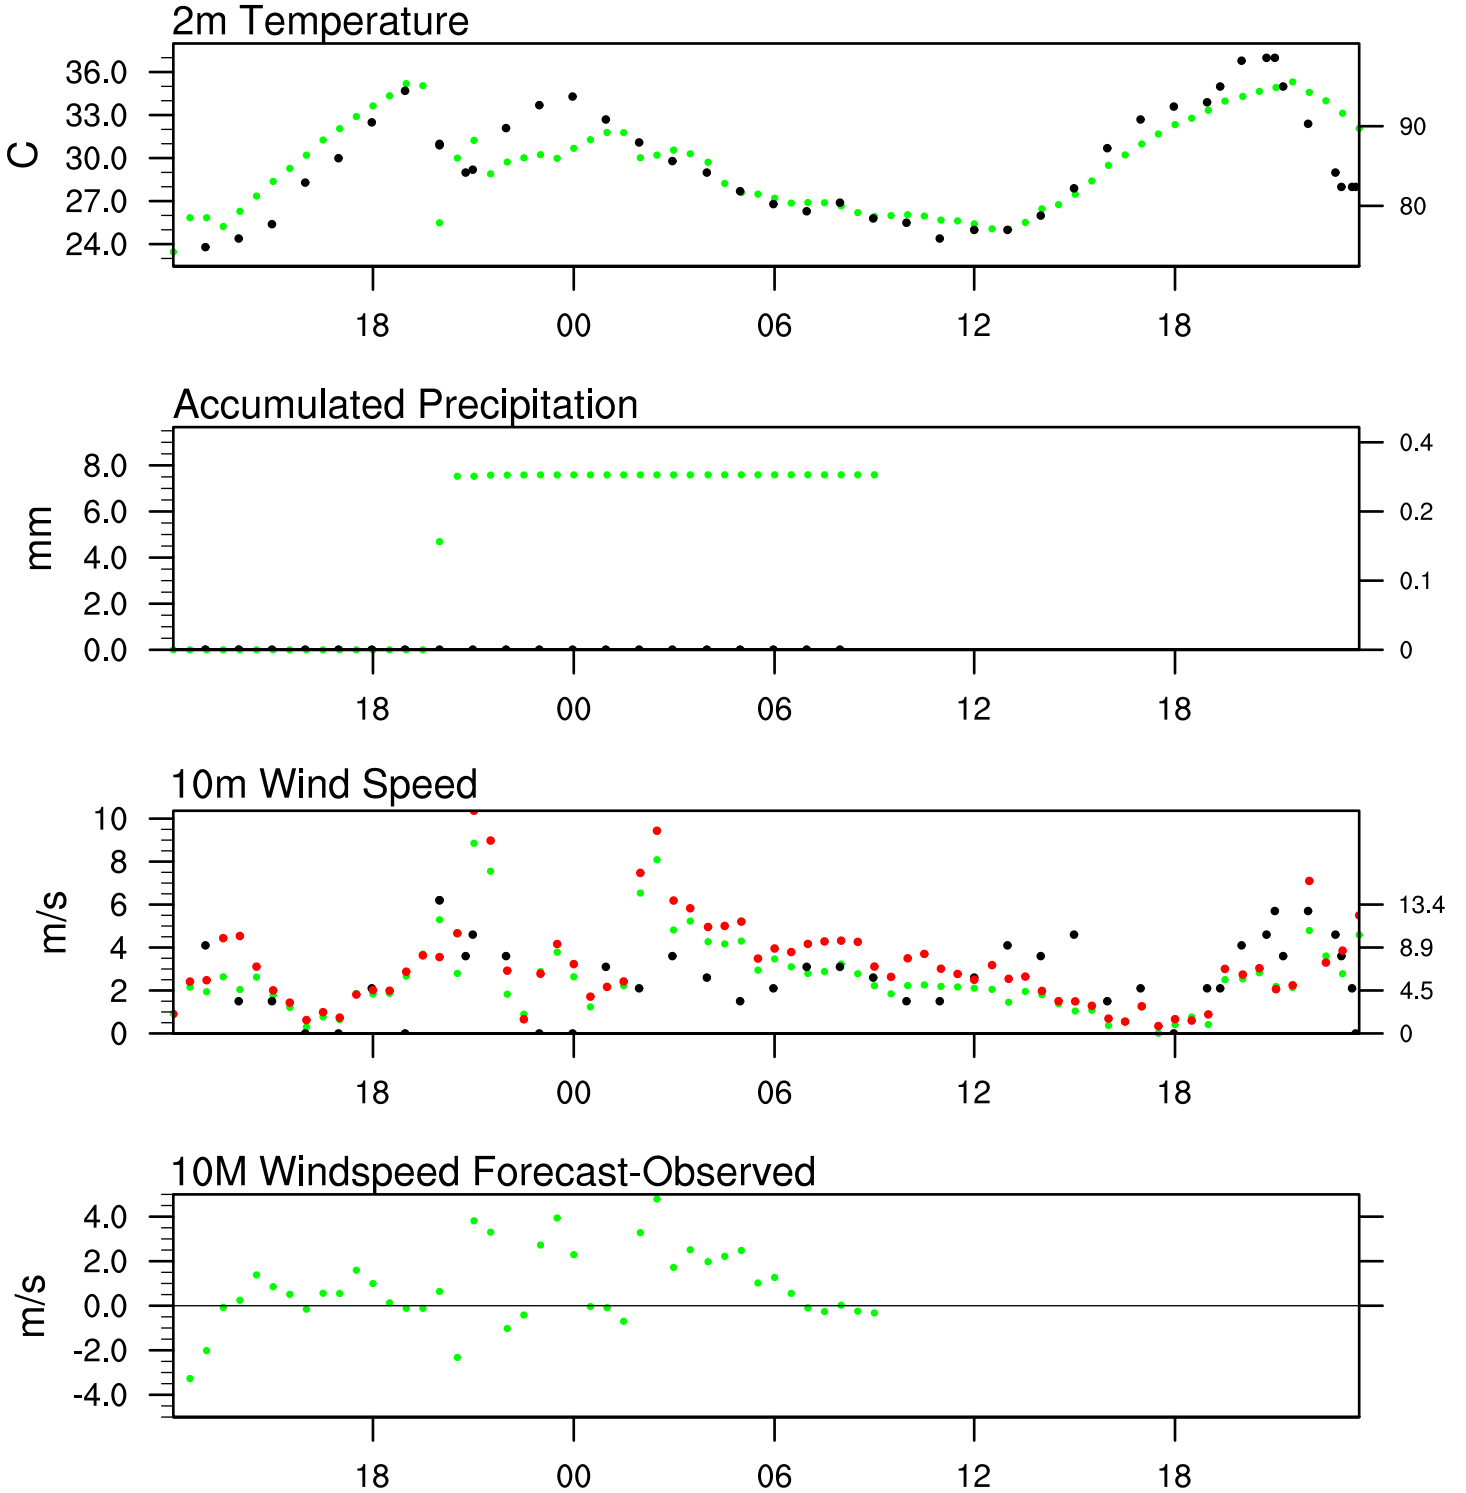 2m Temperature
36.0
33.0
30.0
27.0
24.0
C
90
80
18 00 06 12 18
Accumulated Precipitation
8.0
6.0
4.0
2.0
0.0
mm
0.4
0.2
0.1
0
18 00 06 12 18
10m Wind Speed
10
8
6
4
2
0
m/s
13.4
8.9
4.5
0
18 00 06 12 18
10M Windspeed Forecast-Observed
4.0
2.0
0.0
-2.0
-4.0
m/s
18 00 06 12 18